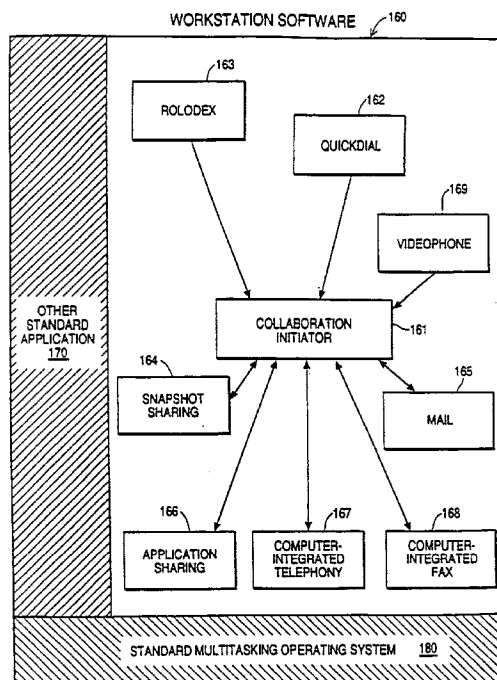 WORKSTATION SOFTWARE
160
163
ROLODEX
162
QUICKDIAL
169
VIDEOPHONE
OTHER
STANDARD
APPLICATION
170
COLLABORATION
INITIATOR
161
164
SNAPSHOT
SHARING
165
MAIL
166
APPLICATION
SHARING
167
COMPUTER-
INTEGRATED
TELEPHONY
168
COMPUTER-
INTEGRATED
FAX
STANDARD MULTITASKING OPERATING SYSTEM 180